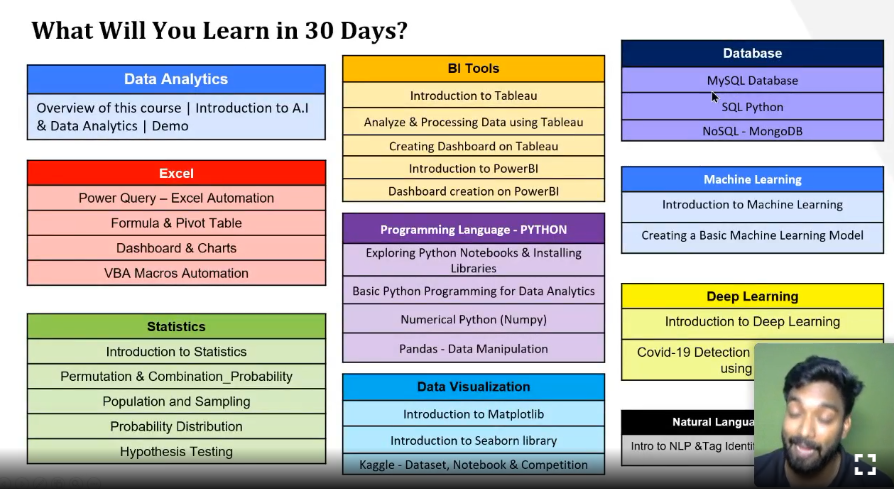 What Will You Learn in 30 Days?
Data Analytics
Overview of this course | Introduction to A.I
& Data Analytics | Demo
Excel
Power Query – Excel Automation
Formula & Pivot Table
Dashboard & Charts
VBA Macros Automation
Statistics
Introduction to Statistics
Permutation & Combination_Probability
Population and Sampling
Probability Distribution
Hypothesis Testing
BI Tools
Introduction to Tableau
Analyze & Processing Data using Tableau
Creating Dashboard on Tableau
Introduction to PowerBI
Dashboard creation on PowerBI
Programming Language - PYTHON
Exploring Python Notebooks & Installing
Libraries
Basic Python Programming for Data Analytics
Numerical Python (Numpy)
Pandas - Data Manipulation
Data Visualization
Introduction to Matplotlib
Introduction to Seaborn library
Kaggle - Dataset, Notebook & Competition
Database
MySQL Database
SQL Python
NoSQL - MongoDB
Machine Learning
Introduction to Machine Learning
Creating a Basic Machine Learning Model
Deep Learning
Introduction to Deep Learning
Covid-19 Detection
using
Natural
Intro to NLP &Tag